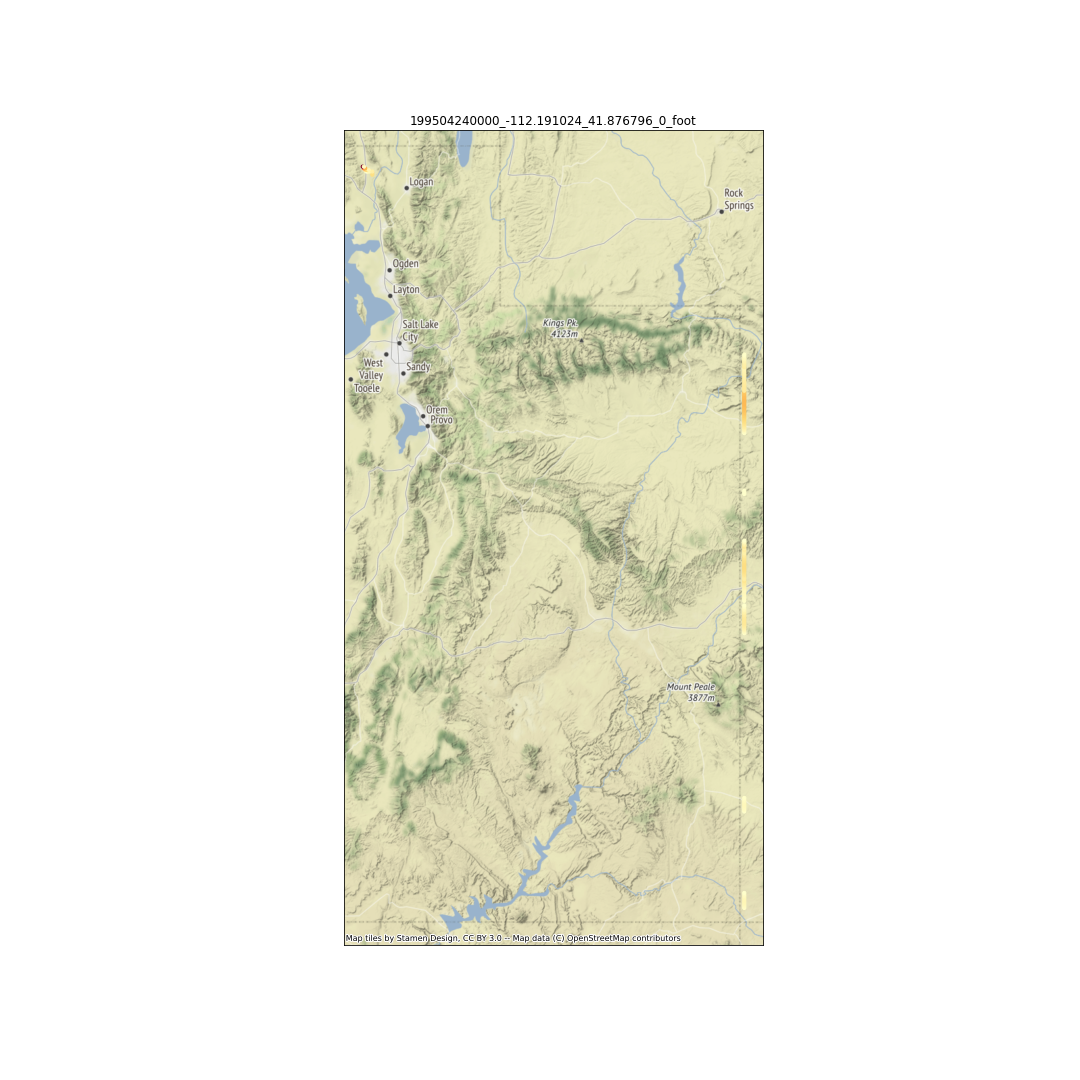 199504240000_-112.191024_41.876796_0_foot
Logan
Rock
Springs
Ogden
Layton
Salt Lake
City
Kings Pk.
4123m
West
Valley
Sandy
Tooele
Orem
Provo
Mount Peale
3877m
Map tiles by Stamen Design, CC BY 3.0 -- Map data (C) OpenStreetMap contributors